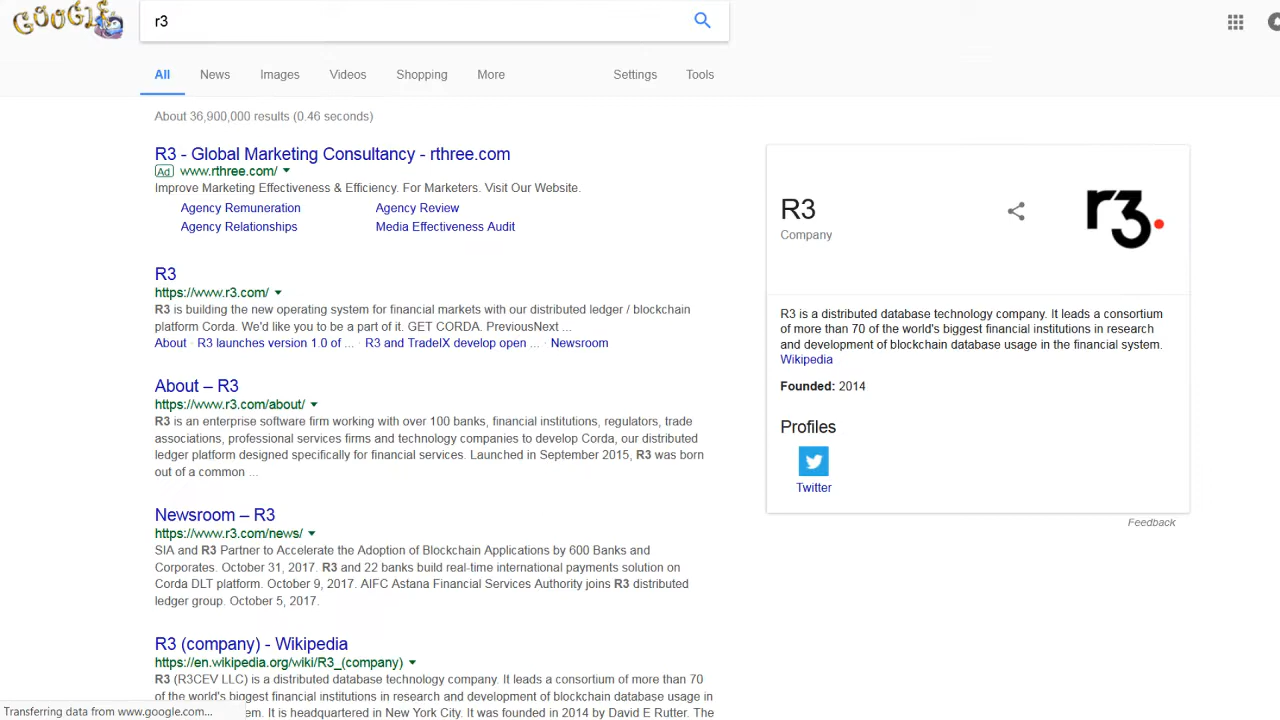 GOOGLE
r3
All News Images Videos Shopping More Settings Tools
About 36,900,000 results (0.46 seconds)
R3 - Global Marketing Consultancy - rthree.com
Ad www.rthree.com/
Improve Marketing Effectiveness & Efficiency. For Marketers. Visit Our Website.
Agency Remuneration Agency Review
Agency Relationships Media Effectiveness Audit
R3
https://www.r3.com/
R3 is building the new operating system for financial markets with our distributed ledger / blockchain
platform Corda. We'd like you to be a part of it. GET CORDA. PreviousNext ...
About · R3 launches version 1.0 of ... · R3 and TradeIX develop open ... · Newsroom
About – R3
https://www.r3.com/about/
R3 is an enterprise software firm working with over 100 banks, financial institutions, regulators, trade
associations, professional services firms and technology companies to develop Corda, our distributed
ledger platform designed specifically for financial services. Launched in September 2015, R3 was born
out of a common ...
Newsroom – R3
https://www.r3.com/news/
SIA and R3 Partner to Accelerate the Adoption of Blockchain Applications by 600 Banks and
Corporates. October 31, 2017. R3 and 22 banks build real-time international payments solution on
Corda DLT platform. October 9, 2017. AIFC Astana Financial Services Authority joins R3 distributed
ledger group. October 5, 2017.
R3 (company) - Wikipedia
https://en.wikipedia.org/wiki/R3_(company)
R3 (R3CEV LLC) is a distributed database technology company. It leads a consortium of more than 70
of the world's biggest financial institutions in research and development of blockchain database usage in
em. It is headquartered in New York City. It was founded in 2014 by David E Rutter. The
Transferring data from www.google.com...
R3
Company
r3.
R3 is a distributed database technology company. It leads a consortium
of more than 70 of the world's biggest financial institutions in research
and development of blockchain database usage in the financial system.
Wikipedia
Founded: 2014
Profiles
Twitter
Feedback